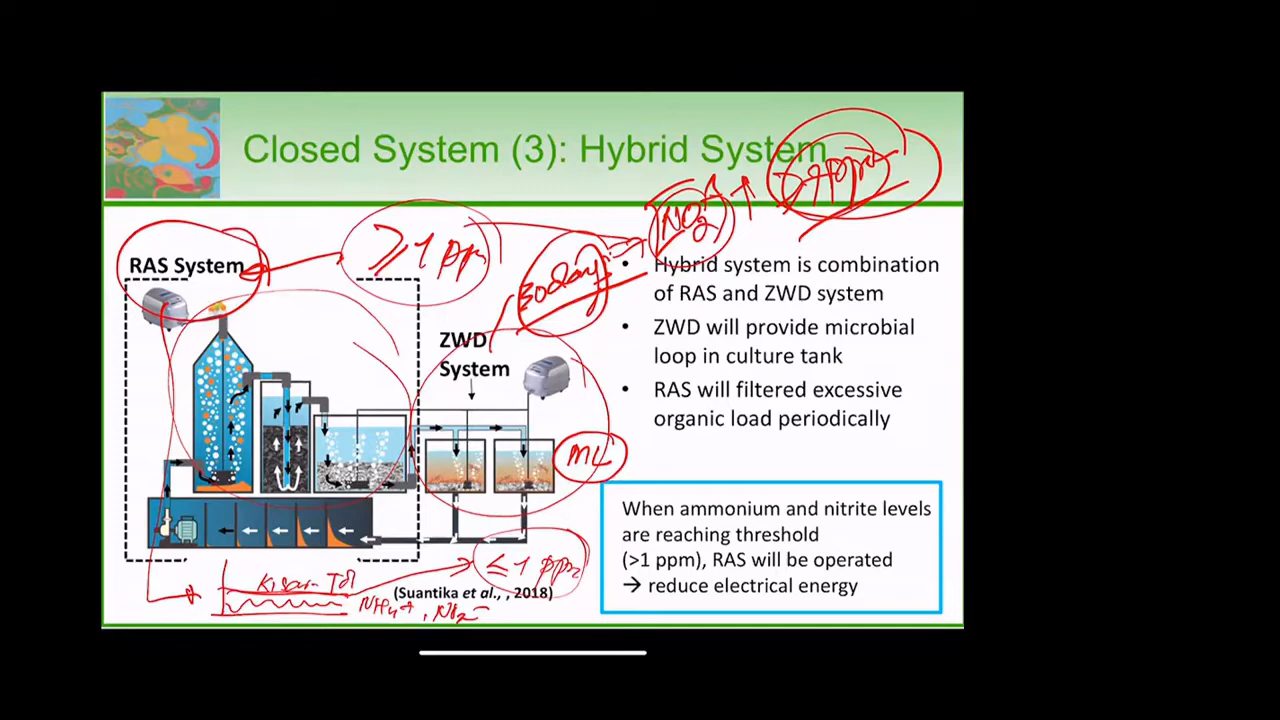 Closed System (3): Hybrid System
RAS System
≥ 1 ppm
30 days
NO2
ZWD
System
• Hybrid system is combination
of RAS and ZWD system
• ZWD will provide microbial
loop in culture tank
• RAS will filtered excessive
organic load periodically
When ammonium and nitrite levels
are reaching threshold
(>1 ppm), RAS will be operated
→ reduce electrical energy
≤ 1 ppm
(Suantika et al., , 2018)
NH4+, NO2-